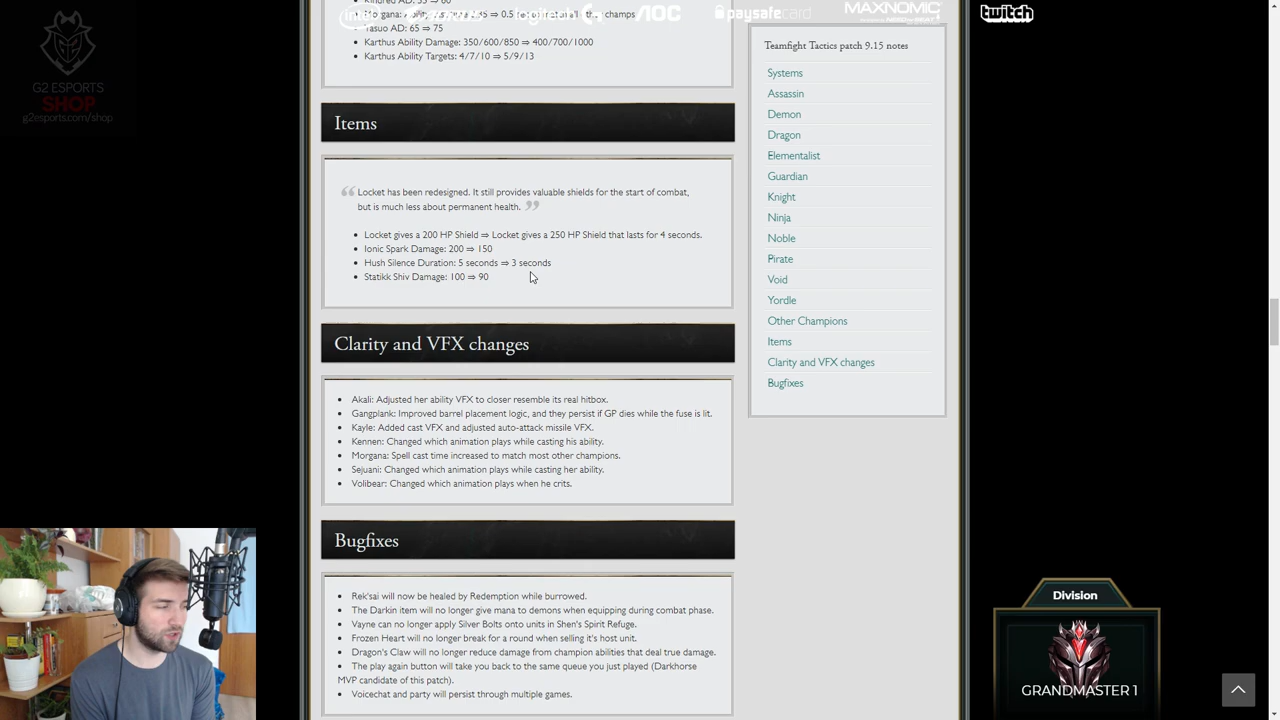 G2 ESPORTS
SHOP
g2esports.com/shop
intel
logitech G
AOC
paysafecard
MAXNOMIC
twitch
Yasuo AD: 65 ⇒ 75
Karthus Ability Damage: 350/600/850 ⇒ 400/700/1000
Karthus Ability Targets: 4/7/10 ⇒ 5/9/13
Items
Locket has been redesigned. It still provides valuable shields for the start of combat,
but is much less about permanent health.
Locket gives a 200 HP Shield ⇒ Locket gives a 250 HP Shield that lasts for 4 seconds.
Ionic Spark Damage: 200 ⇒ 150
Hush Silence Duration: 5 seconds ⇒ 3 seconds
Statikk Shiv Damage: 100 ⇒ 90
Clarity and VFX changes
Akali: Adjusted her ability VFX to closer resemble its real hitbox.
Gangplank: Improved barrel placement logic, and they persist if GP dies while the fuse is lit.
Kayle: Added cast VFX and adjusted auto-attack missile VFX.
Kennen: Changed which animation plays while casting his ability.
Morgana: Spell cast time increased to match most other champions.
Sejuani: Changed which animation plays while casting her ability.
Volibear: Changed which animation plays when he crits.
Bugfixes
Rek'sai will now be healed by Redemption while burrowed.
The Darkin item will no longer give mana to demons when equipping during combat phase.
Vayne can no longer apply Silver Bolts onto units in Shen's Spirit Refuge.
Frozen Heart will no longer break for a round when selling it's host unit.
Dragon's Claw will no longer reduce damage from champion abilities that deal true damage.
The play again button will take you back to the same queue you just played (Darkhorse
MVP candidate of this patch).
Voicechat and party will persist through multiple games.
Teamfight Tactics patch 9.15 notes
Systems
Assassin
Demon
Dragon
Elementalist
Guardian
Knight
Ninja
Noble
Pirate
Void
Yordle
Other Champions
Items
Clarity and VFX changes
Bugfixes
Division
GRANDMASTER 1